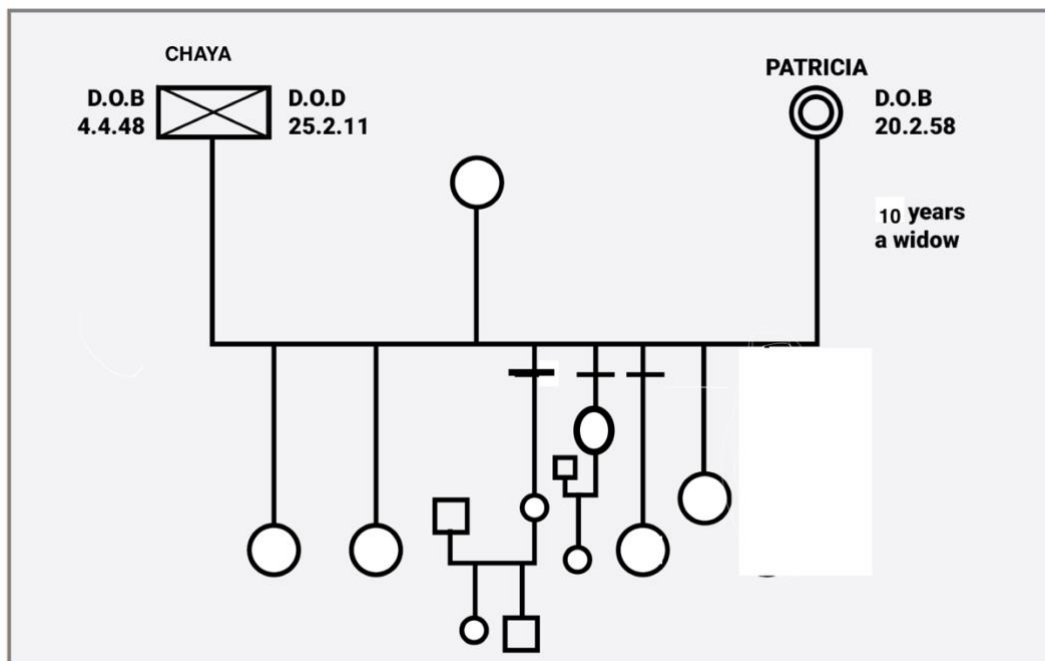 CHAYA
D.O.B
4.4.48
D.O.D
25.2.11
PATRICIA
D.O.B
20.2.58
10 years
a widow